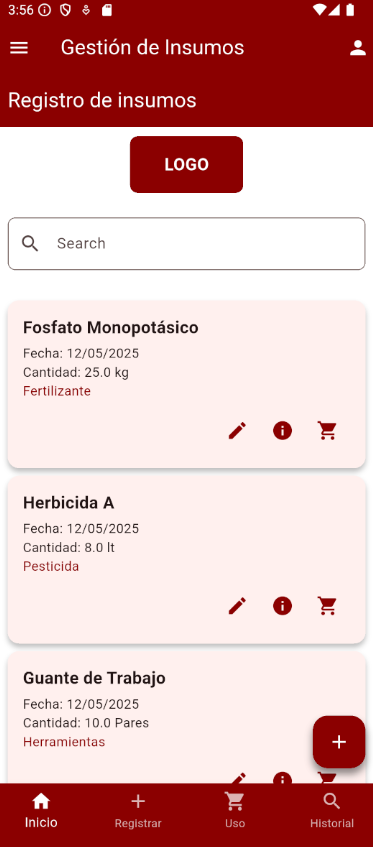 3:56
Gestión de Insumos
Registro de insumos
LOGO
Search
Fosfato Monopotásico
Fecha: 12/05/2025
Cantidad: 25.0 kg
Fertilizante
Herbicida A
Fecha: 12/05/2025
Cantidad: 8.0 lt
Pesticida
Guante de Trabajo
Fecha: 12/05/2025
Cantidad: 10.0 Pares
Herramientas
Inicio
Registrar
Uso
Historial